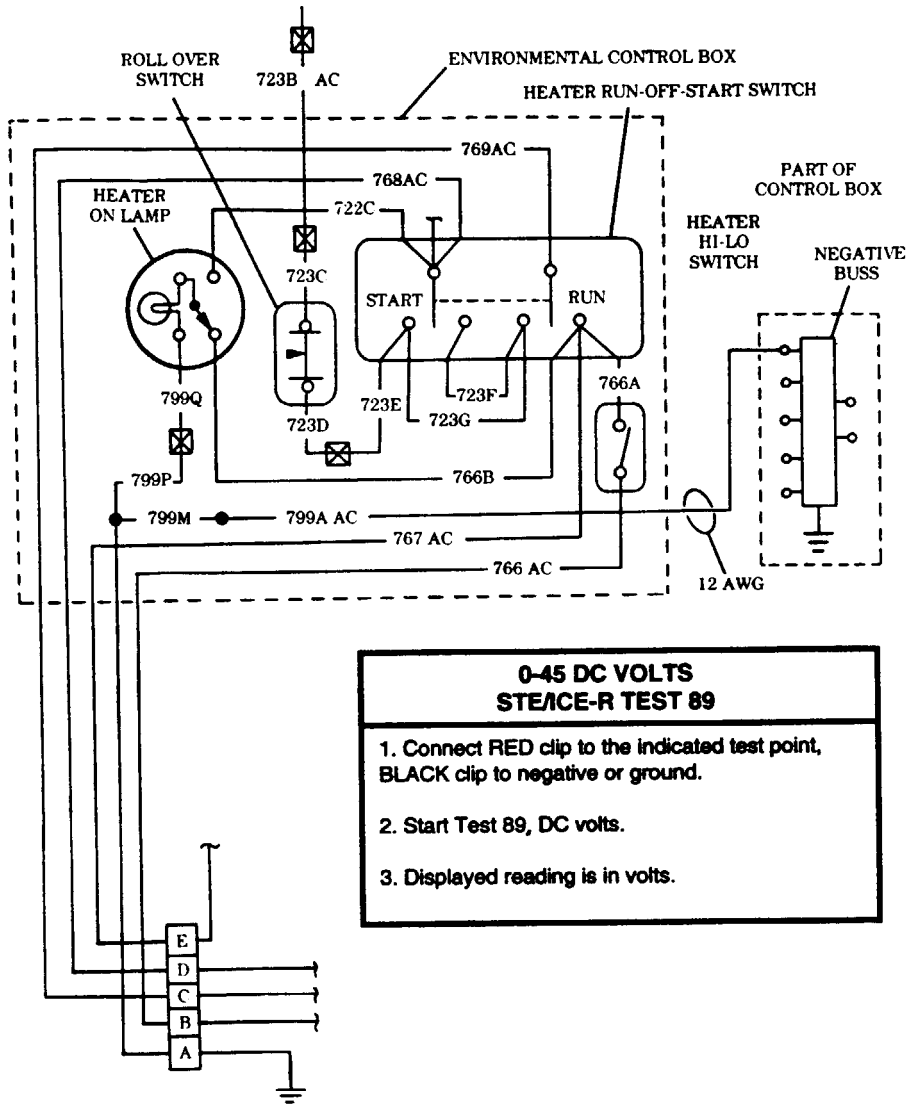 ROLL OVER
SWITCH
723B AC
ENVIRONMENTAL CONTROL BOX
HEATER RUN-OFF-START SWITCH
769AC
768AC
722C
HEATER
ON LAMP
PART OF
CONTROL BOX
HEATER
HI-LO
SWITCH
NEGATIVE
BUSS
723C
START
RUN
766A
799Q
723D
723E
723F
723G
799P
766B
799M
799A AC
767 AC
766 AC
12 AWG
0-45 DC VOLTS
STE/ICE-R TEST 89
1. Connect RED clip to the indicated test point,
BLACK clip to negative or ground.
2. Start Test 89, DC volts.
3. Displayed reading is in volts.
E
D
C
B
A